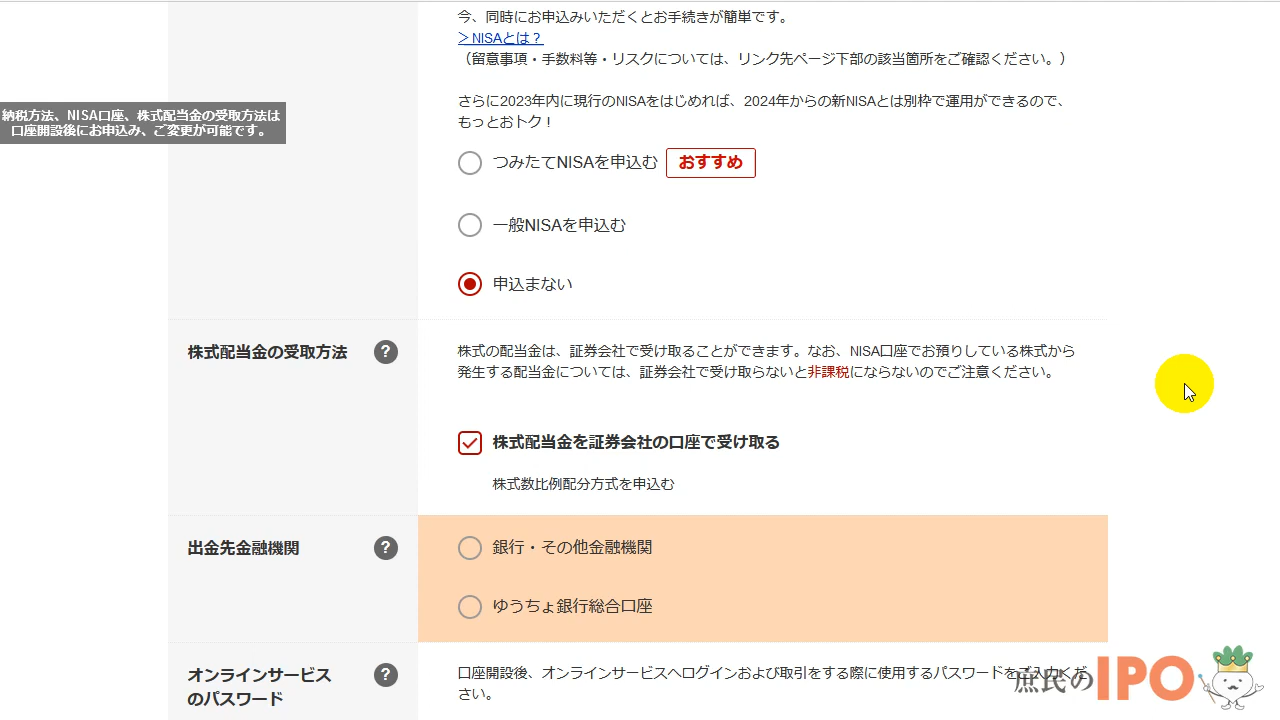 今、同時にお申込みいただくとお手続きが簡単です。
＞NISAとは？
（留意事項・手数料等・リスクについては、リンク先ページ下部の該当箇所をご確認ください。）
納税方法、NISA口座、株式配当金の受取方法は
口座開設後にお申込み、ご変更が可能です。
さらに2023年内に現行のNISAをはじめれば、2024年からの新NISAとは別枠で運用ができるので、
もっとおトク！
つみたてNISAを申込む おすすめ
一般NISAを申込む
申込まない
株式配当金の受取方法 ?
株式の配当金は、証券会社で受け取ることができます。なお、NISA口座でお預りしている株式から
発生する配当金については、証券会社で受け取らないと非課税にならないのでご注意ください。
株式配当金を証券会社の口座で受け取る
株式数比例配分方式を申込む
出金先金融機関 ?
銀行・その他金融機関
ゆうちょ銀行総合口座
オンラインサービス
のパスワード ?
口座開設後、オンラインサービスへログインおよび取引をする際に使用するパスワードをご入力くだ
さい。
庶民のIPO